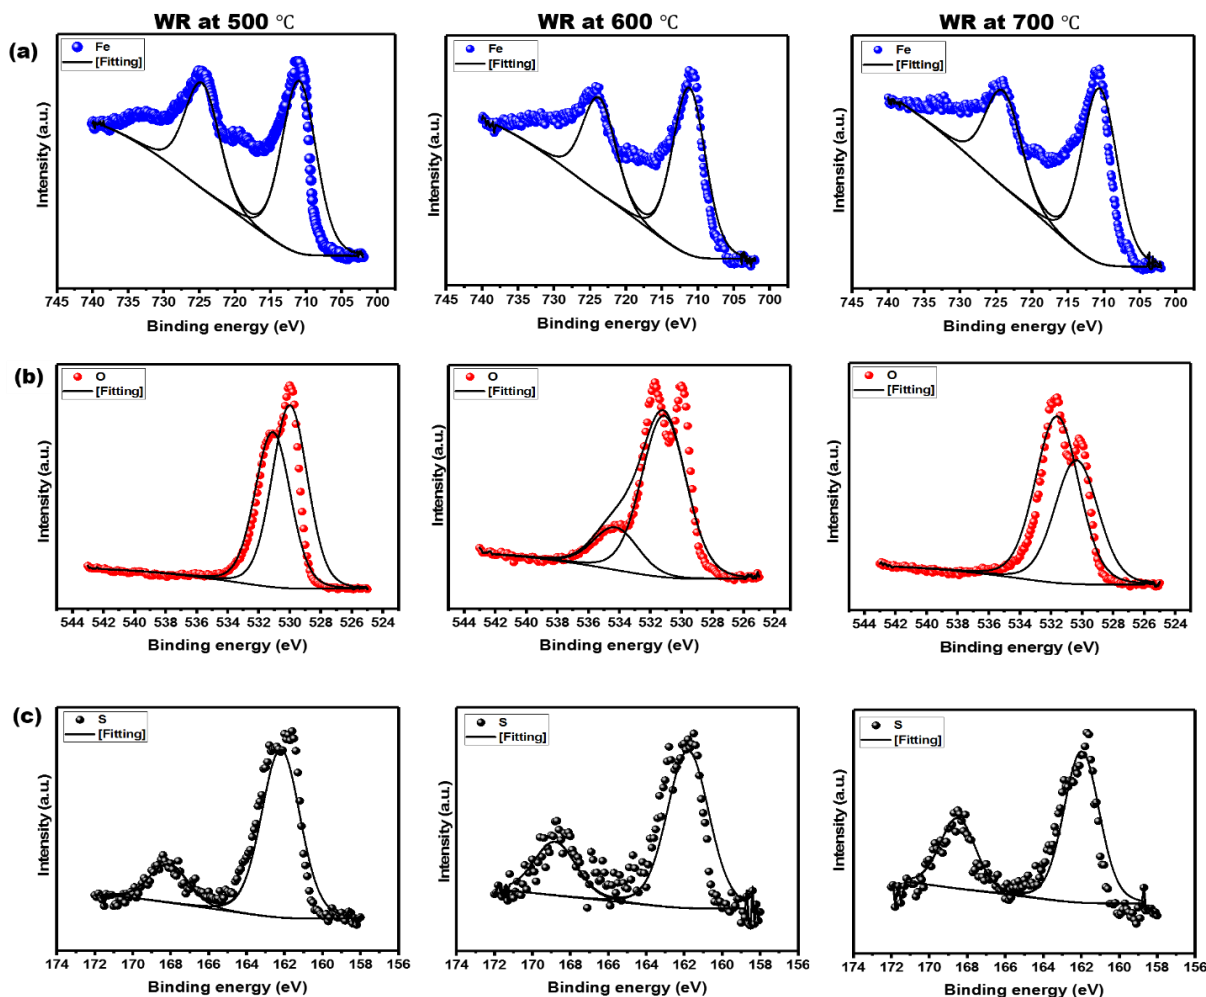 WR at 500 °C
WR at 600 °C
WR at 700 °C
(a)
Fe
[Fitting]
Intensity (a.u.)
745 740 735 730 725 720 715 710 705 700
Binding energy (eV)
Fe
[Fitting]
Intensity (a.u.)
745 740 735 730 725 720 715 710 705 700
Binding energy (eV)
Fe
[Fitting]
Intensity (a.u.)
745 740 735 730 725 720 715 710 705 700
Binding energy (eV)
(b)
O
[Fitting]
Intensity (a.u.)
544 542 540 538 536 534 532 530 528 526 524
Binding energy (eV)
O
[Fitting]
Intensity (a.u.)
544 542 540 538 536 534 532 530 528 526 524
Binding energy (eV)
O
[Fitting]
Intensity (a.u.)
544 542 540 538 536 534 532 530 528 526 524
Binding energy (eV)
(c)
S
[Fitting]
Intensity (a.u.)
174 172 170 168 166 164 162 160 158 156
Binding energy (eV)
S
[Fitting]
Intensity (a.u.)
174 172 170 168 166 164 162 160 158 156
Binding energy (eV)
S
[Fitting]
Intensity (a.u.)
174 172 170 168 166 164 162 160 158 156
Binding energy (eV)